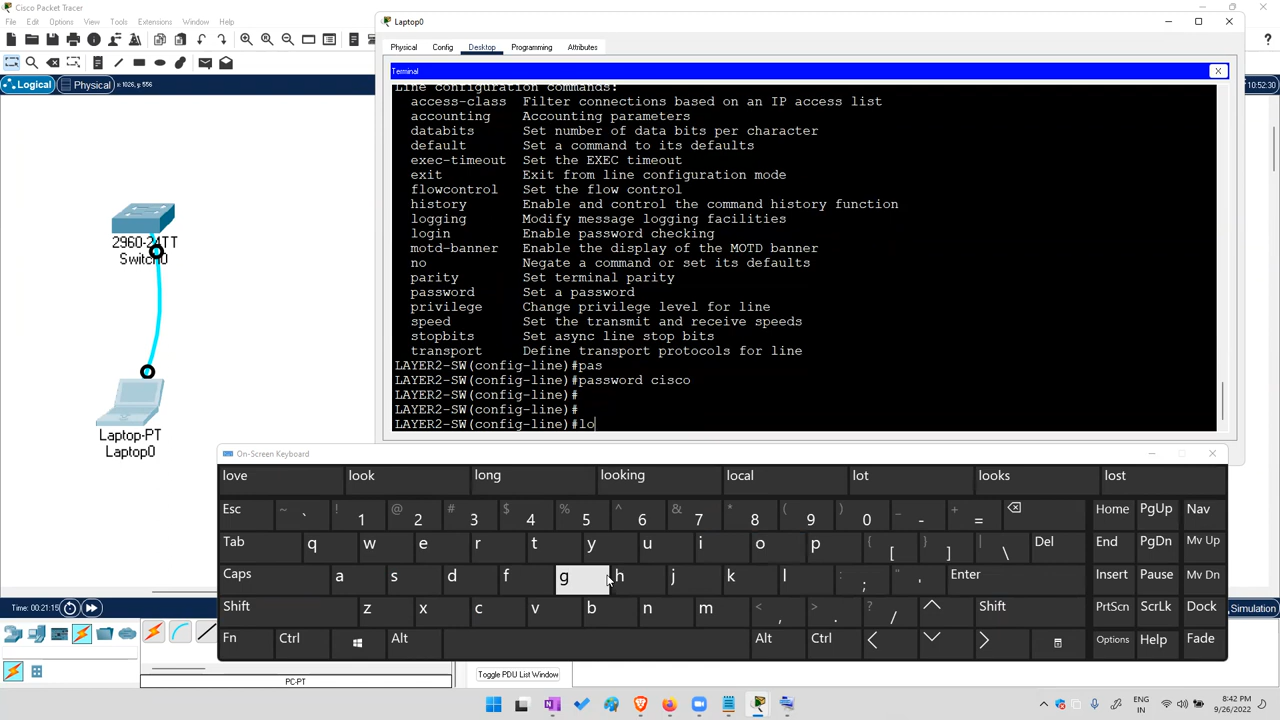 Cisco Packet Tracer
File Edit Options View Tools Extensions Window Help
Logical Physical x: 1026, y: 556
2960-24TT
Switch0
Laptop-PT
Laptop0
Laptop0
Physical Config Desktop Programming Attributes
Terminal X
Line configuration commands:
access-class Filter connections based on an IP access list
accounting Accounting parameters
databits Set number of data bits per character
default Set a command to its defaults
exec-timeout Set the EXEC timeout
exit Exit from line configuration mode
flowcontrol Set the flow control
history Enable and control the command history function
logging Modify message logging facilities
login Enable password checking
motd-banner Enable the display of the MOTD banner
no Negate a command or set its defaults
parity Set terminal parity
password Set a password
privilege Change privilege level for line
speed Set the transmit and receive speeds
stopbits Set async line stop bits
transport Define transport protocols for line
LAYER2-SW(config-line)#pas
LAYER2-SW(config-line)#password cisco
LAYER2-SW(config-line)#
LAYER2-SW(config-line)#
LAYER2-SW(config-line)#lo
10:52:30
On-Screen Keyboard
love look long looking local lot looks lost
Esc ~ ` ! 1 @ 2 # 3 $ 4 % 5 ^ 6 & 7 * 8 ( 9 ) 0 _ - + = Home PgUp Nav
Tab q w e r t y u i o p { [ } ] | \ Del End PgDn Mv Up
Caps a s d f g h j k l : ; " ' Enter Insert Pause Mv Dn
Shift z x c v b n m < , > . ? / Shift PrtScn ScrLk Dock
Fn Ctrl Alt Alt Ctrl Options Help Fade
Time: 00:21:15
Simulation
PC-PT
Toggle PDU List Window
ENG
IN
8:42 PM
9/26/2022